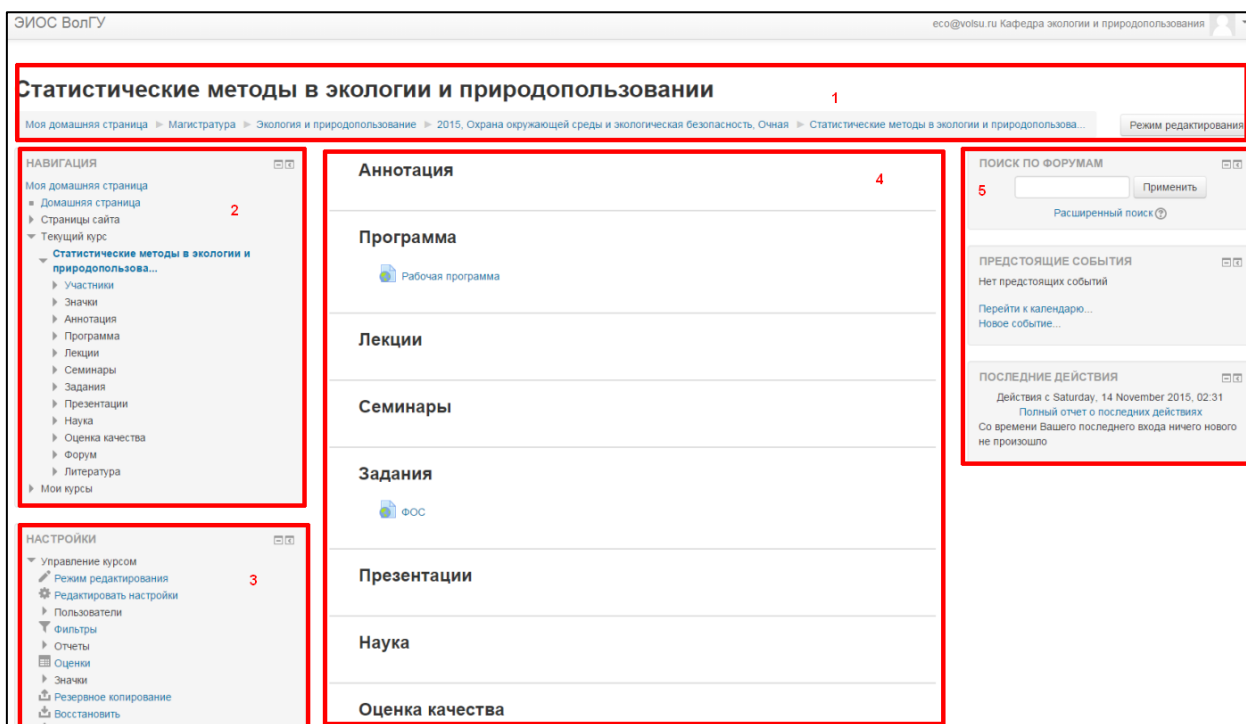 ЭИОС ВолГУ
eco@volsu.ru Кафедра экологии и природопользования
Статистические методы в экологии и природопользовании
1
Моя домашняя страница Магистратура Экология и природопользование 2015, Охрана окружающей среды и экологическая безопасность, Очная Статистические методы в экологии и природопользова...
Режим редактирования
НАВИГАЦИЯ
Моя домашняя страница
Домашняя страница
2
Страницы сайта
Текущий курс
Статистические методы в экологии и
природопользова...
Участники
Значки
Аннотация
Программа
Лекции
Семинары
Задания
Презентации
Наука
Оценка качества
Форум
Литература
Мои курсы
НАСТРОЙКИ
Управление курсом
Режим редактирования
3
Редактировать настройки
Пользователи
Фильтры
Отчеты
Оценки
Значки
Резервное копирование
Восстановить
Аннотация
4
Программа
Рабочая программа
Лекции
Семинары
Задания
ФОС
Презентации
Наука
Оценка качества
ПОИСК ПО ФОРУМАМ
5
Применить
Расширенный поиск
ПРЕДСТОЯЩИЕ СОБЫТИЯ
Нет предстоящих событий
Перейти к календарю...
Новое событие...
ПОСЛЕДНИЕ ДЕЙСТВИЯ
Действия с Saturday, 14 November 2015, 02:31
Полный отчет о последних действиях
Со времени Вашего последнего входа ничего нового
не произошло